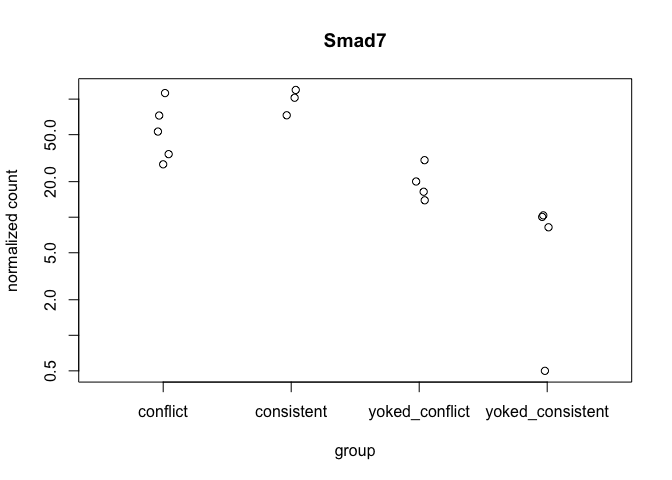 Smad7
normalized count
50.0
20.0
5.0
2.0
0.5
conflict consistent yoked_conflict yoked_consistent
group